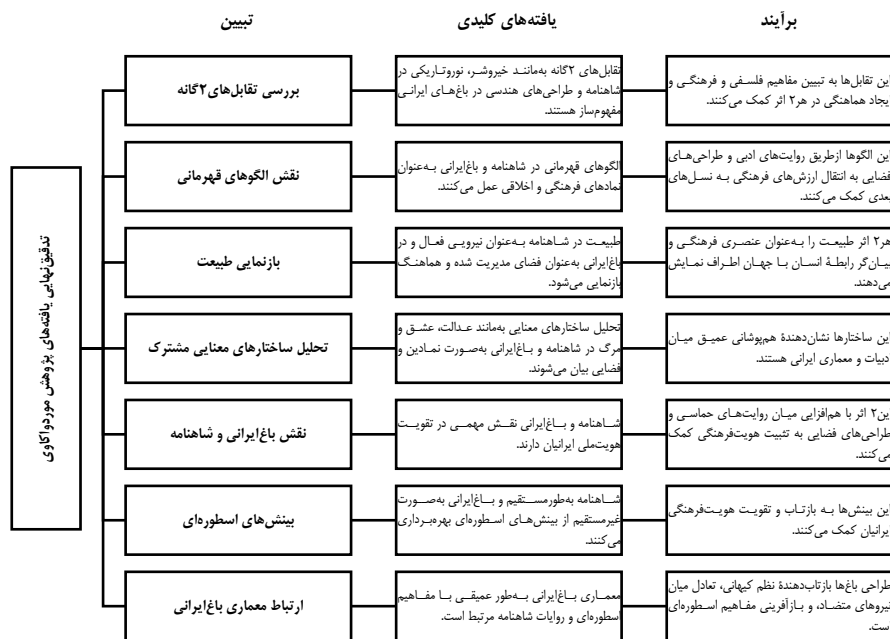 برآیند
یافته‌های کلیدی
تبیین
تدقیق‌نهایی یافته‌های پژوهش موردواکاوی
بررسی تقابل‌های۲گانه
تقابل‌های ۲گانه به‌مانند خیروشر، نوروتاریکی در
شاهنامه و طراحی‌های هندسی در باغ‌های ایرانی
مفهوم‌ساز هستند.
این تقابل‌ها به تبیین مفاهیم فلسفی و فرهنگی و
ایجاد هماهنگی در هر۲ اثر کمک می‌کنند.
نقش الگوهای قهرمانی
الگوهای قهرمانی در شاهنامه و باغ‌ایرانی به‌عنوان
نمادهای فرهنگی و اخلاقی عمل می‌کنند.
این الگوها ازطریق روایت‌های ادبی و طراحی‌های
فضایی به انتقال ارزش‌های فرهنگی به نسل‌های
بعدی کمک می‌کنند.
بازنمایی طبیعت
طبیعت در شاهنامه به‌عنوان نیرویی فعال و در
باغ‌ایرانی به‌عنوان فضای مدیریت شده و هماهنگ
بازنمایی می‌شود.
هر۲ اثر طبیعت را به‌عنوان عنصری فرهنگی و
بیان‌گر رابطهٔ انسان با جهان اطراف نمایش
می‌دهند.
تحلیل ساختارهای معنایی مشترک
تحلیل ساختارهای معنایی به‌مانند عدالت، عشق و
مرگ در شاهنامه و باغ‌ایرانی به‌صورت نمادین و
فضایی بیان می‌شوند.
این ساختارها نشان‌دهندهٔ هم‌پوشانی عمیق میان
ادبیات و معماری ایرانی هستند.
نقش باغ‌ایرانی و شاهنامه
شاهنامه و باغ‌ایرانی نقش مهمی در تقویت
هویت‌ملی ایرانیان دارند.
این۲ اثر با هم‌افزایی میان روایت‌های حماسی و
طراحی‌های فضایی به تثبیت هویت‌فرهنگی کمک
می‌کنند.
بینش‌های اسطوره‌ای
شاهنامه به‌طورمستقیم و باغ‌ایرانی به‌صورت
غیرمستقیم از بینش‌های اسطوره‌ای بهره‌برداری
می‌کنند.
این بینش‌ها به بازتاب و تقویت هویت‌فرهنگی
ایرانیان کمک می‌کنند.
ارتباط معماری باغ‌ایرانی
معماری باغ‌ایرانی به‌طور عمیقی با مفاهیم
اسطوره‌ای و روایات شاهنامه مرتبط است.
طراحی باغ‌ها بازتاب‌دهندهٔ نظم کیهانی، تعادل میان
نیروهای متضاد، و بازآفرینی مفاهیم اسطوره‌ای
است.